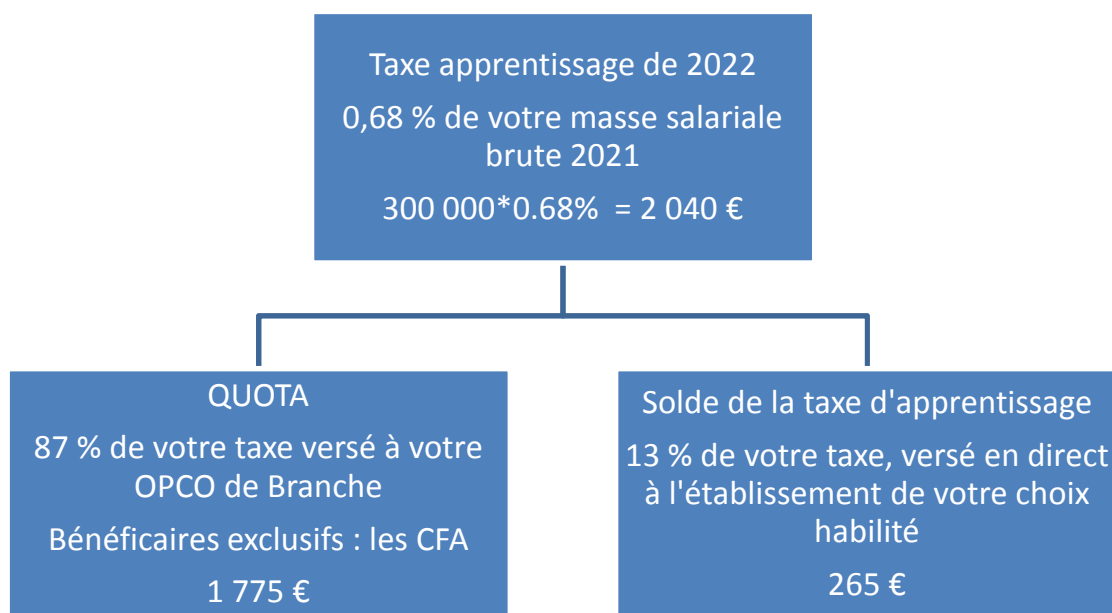 Taxe apprentissage de 2022
0,68 % de votre masse salariale
brute 2021
300 000*0.68%  = 2 040 €
QUOTA
87 % de votre taxe versé à votre
OPCO de Branche
Bénéficaires exclusifs : les CFA
1 775 €
Solde de la taxe d'apprentissage
13 % de votre taxe, versé en direct
à l'établissement de votre choix
habilité
265 €